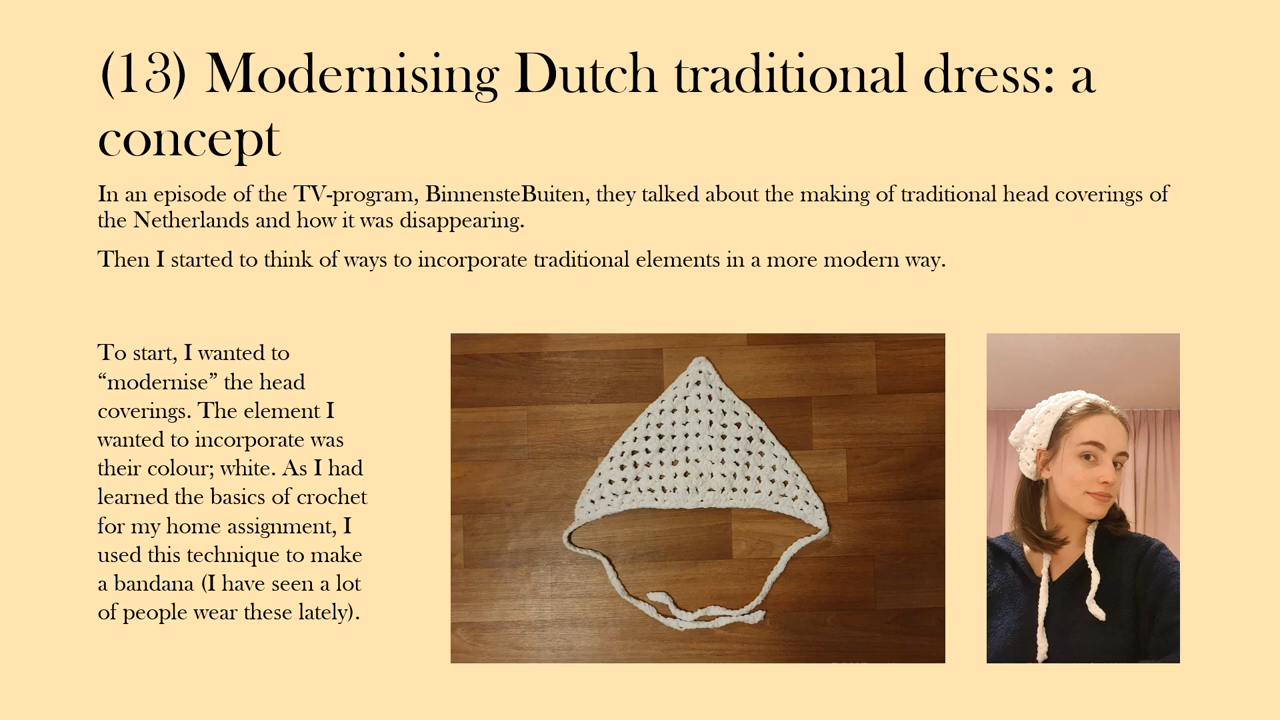 (13) Modernising Dutch traditional dress: a
concept
In an episode of the TV-program, BinnensteBuiten, they talked about the making of traditional head coverings of
the Netherlands and how it was disappearing.
Then I started to think of ways to incorporate traditional elements in a more modern way.
To start, I wanted to
“modernise” the head
coverings. The element I
wanted to incorporate was
their colour; white. As I had
learned the basics of crochet
for my home assignment, I
used this technique to make
a bandana (I have seen a lot
of people wear these lately).